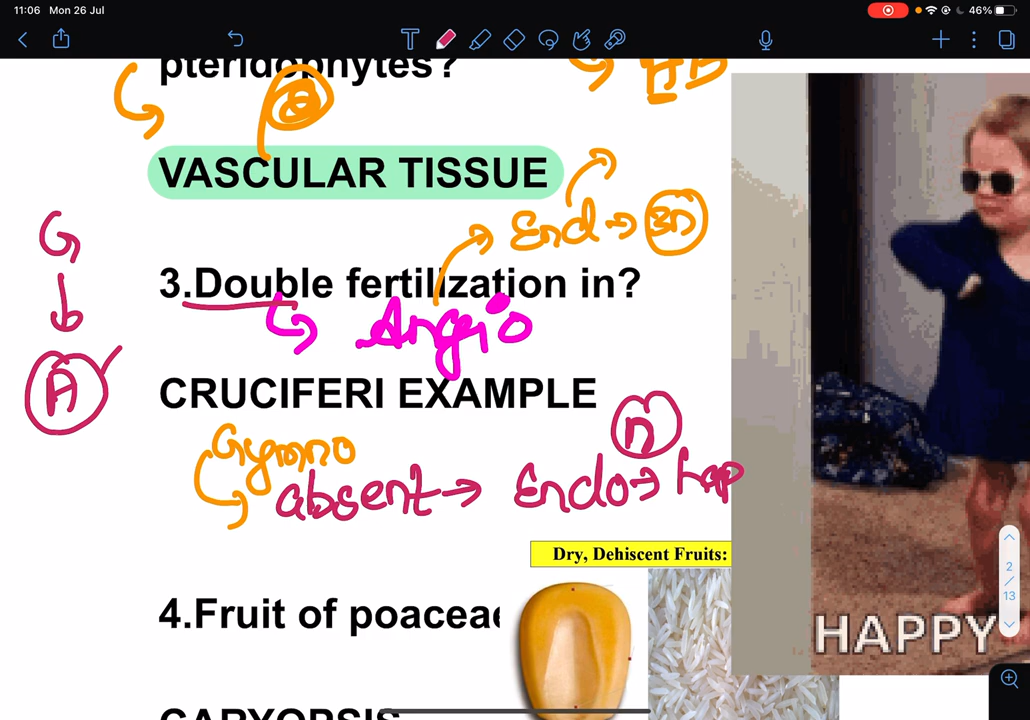 11:06 Mon 26 Jul
46%
pteridophytes?
VASCULAR TISSUE
End → 3n
G
3.Double fertilization in?
Angio
A
CRUCIFERI EXAMPLE
n
Gymno
absent → Endo → hap
Dry, Dehiscent Fruits:
4.Fruit of poaceae
2
/
13
HAPPY
CARYOPSIS